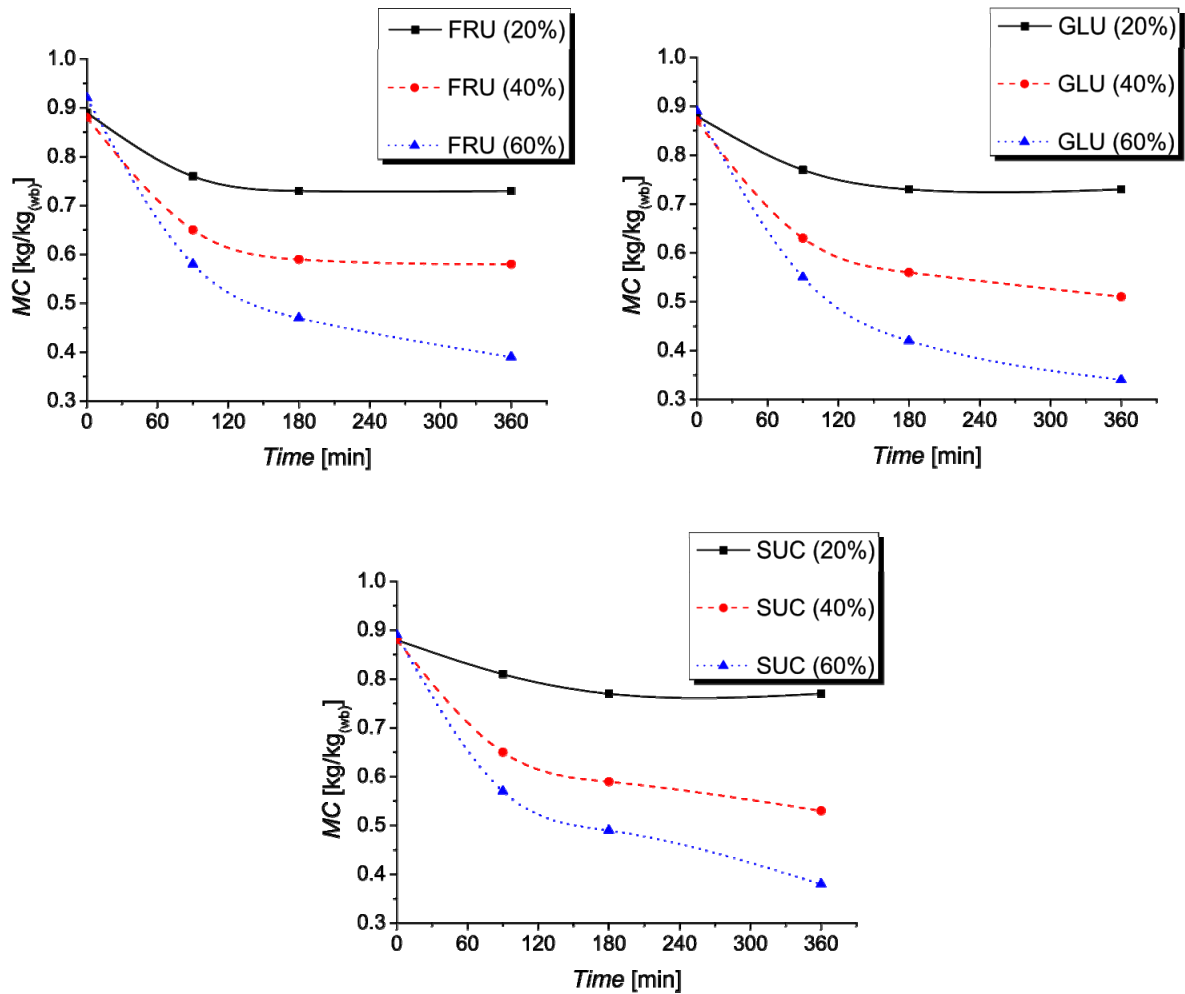 FRU (20%)
FRU (40%)
FRU (60%)
1.0
0.9
0.8
0.7
0.6
0.5
0.4
0.3
MC [kg/kg(wb)]
0 60 120 180 240 300 360
Time [min]
GLU (20%)
GLU (40%)
GLU (60%)
1.0
0.9
0.8
0.7
0.6
0.5
0.4
0.3
MC [kg/kg(wb)]
0 60 120 180 240 300 360
Time [min]
SUC (20%)
SUC (40%)
SUC (60%)
1.0
0.9
0.8
0.7
0.6
0.5
0.4
0.3
MC [kg/kg(wb)]
0 60 120 180 240 300 360
Time [min]